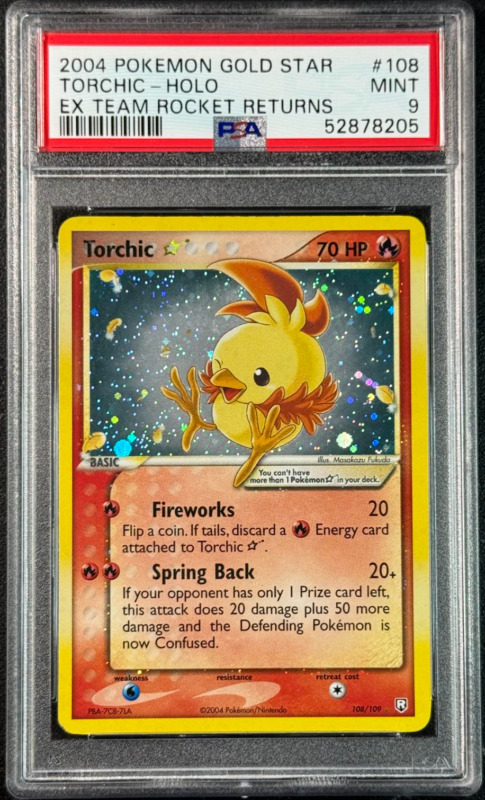 2004 POKEMON GOLD STAR #108
TORCHIC - HOLO MINT
EX TEAM ROCKET RETURNS 9
PSA 52878205
Torchic ☆ 70 HP
BASIC
Illus. Masakazu Fukuda
You can't have
more than 1 Pokémon☆ in your deck.
Fireworks 20
Flip a coin. If tails, discard a Energy card
attached to Torchic ☆.
Spring Back 20+
If your opponent has only 1 Prize card left,
this attack does 20 damage plus 50 more
damage and the Defending Pokémon is
now Confused.
weakness resistance retreat cost
PBA-7CB-7LA ©2004 Pokémon/Nintendo 108/109 R